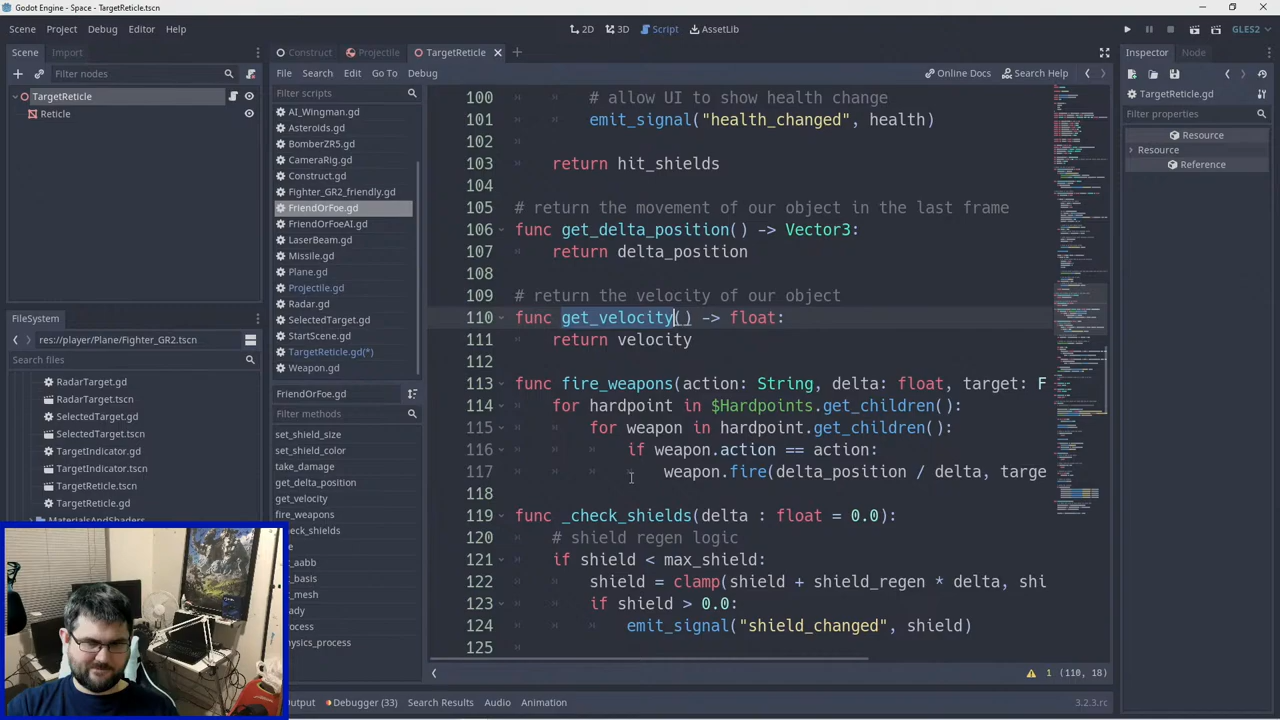 Godot Engine - Space - TargetReticle.tscn
Scene Project Debug Editor Help
2D 3D Script AssetLib
GLES2
Scene Import
Filter nodes
TargetReticle
Reticle
FileSystem
res://player/Plane/Fighter_GR2.tscn
Search files
RadarTarget.gd
RadarTarget.tscn
SelectedTarget.gd
SelectedTarget.tscn
TargetIndicator.gd
TargetIndicator.tscn
TargetReticle.tscn
TargetReticle.gd
MaterialsAndShaders
Construct Projectile TargetReticle
File Search Edit Go To Debug
Online Docs Search Help
Filter scripts
AI_Wingman.gd
Asteroids.gd
BomberZR5.gd
CameraRig.gd
Construct.gd
Fighter_GR2_friendly.gd
FriendOrFoe.gd
FriendOrFoeAI.gd
LaserBeam.gd
Missile.gd
Plane.gd
Projectile.gd
Radar.gd
SelectedTarget.gd
StartScene.gd
TargetReticle.gd(*)
Weapon.gd
FriendOrFoe.gd
Filter methods
set_shield_size
set_shield_color
take_damage
get_delta_position
get_velocity
fire_weapons
heck_shields
e
t_aabb
t_basis
t_mesh
eady
rocess
hysics_process
100 # allow UI to show health change
101 emit_signal("health_changed", health)
102
103 return hit_shields
104
105 # return the movement of our object in the last frame
106 func get_delta_position() -> Vector3:
107 return delta_position
108
109 # return the velocity of our object
110 func get_velocity() -> float:
111 return velocity
112
113 func fire_weapons(action: String, delta: float, target: F
114 for hardpoint in $Hardpoints.get_children():
115 for weapon in hardpoint.get_children():
116 if weapon.action == action:
117 weapon.fire(delta_position / delta, targe
118
119 func _check_shields(delta : float = 0.0):
120 # shield regen logic
121 if shield < max_shield:
122 shield = clamp(shield + shield_regen * delta, shi
123 if shield > 0.0:
124 emit_signal("shield_changed", shield)
125
1 (110, 18)
utput Debugger (33) Search Results Audio Animation
3.2.3.rc
Inspector Node
TargetReticle.gd
Filter properties
Resource
Resource
Reference